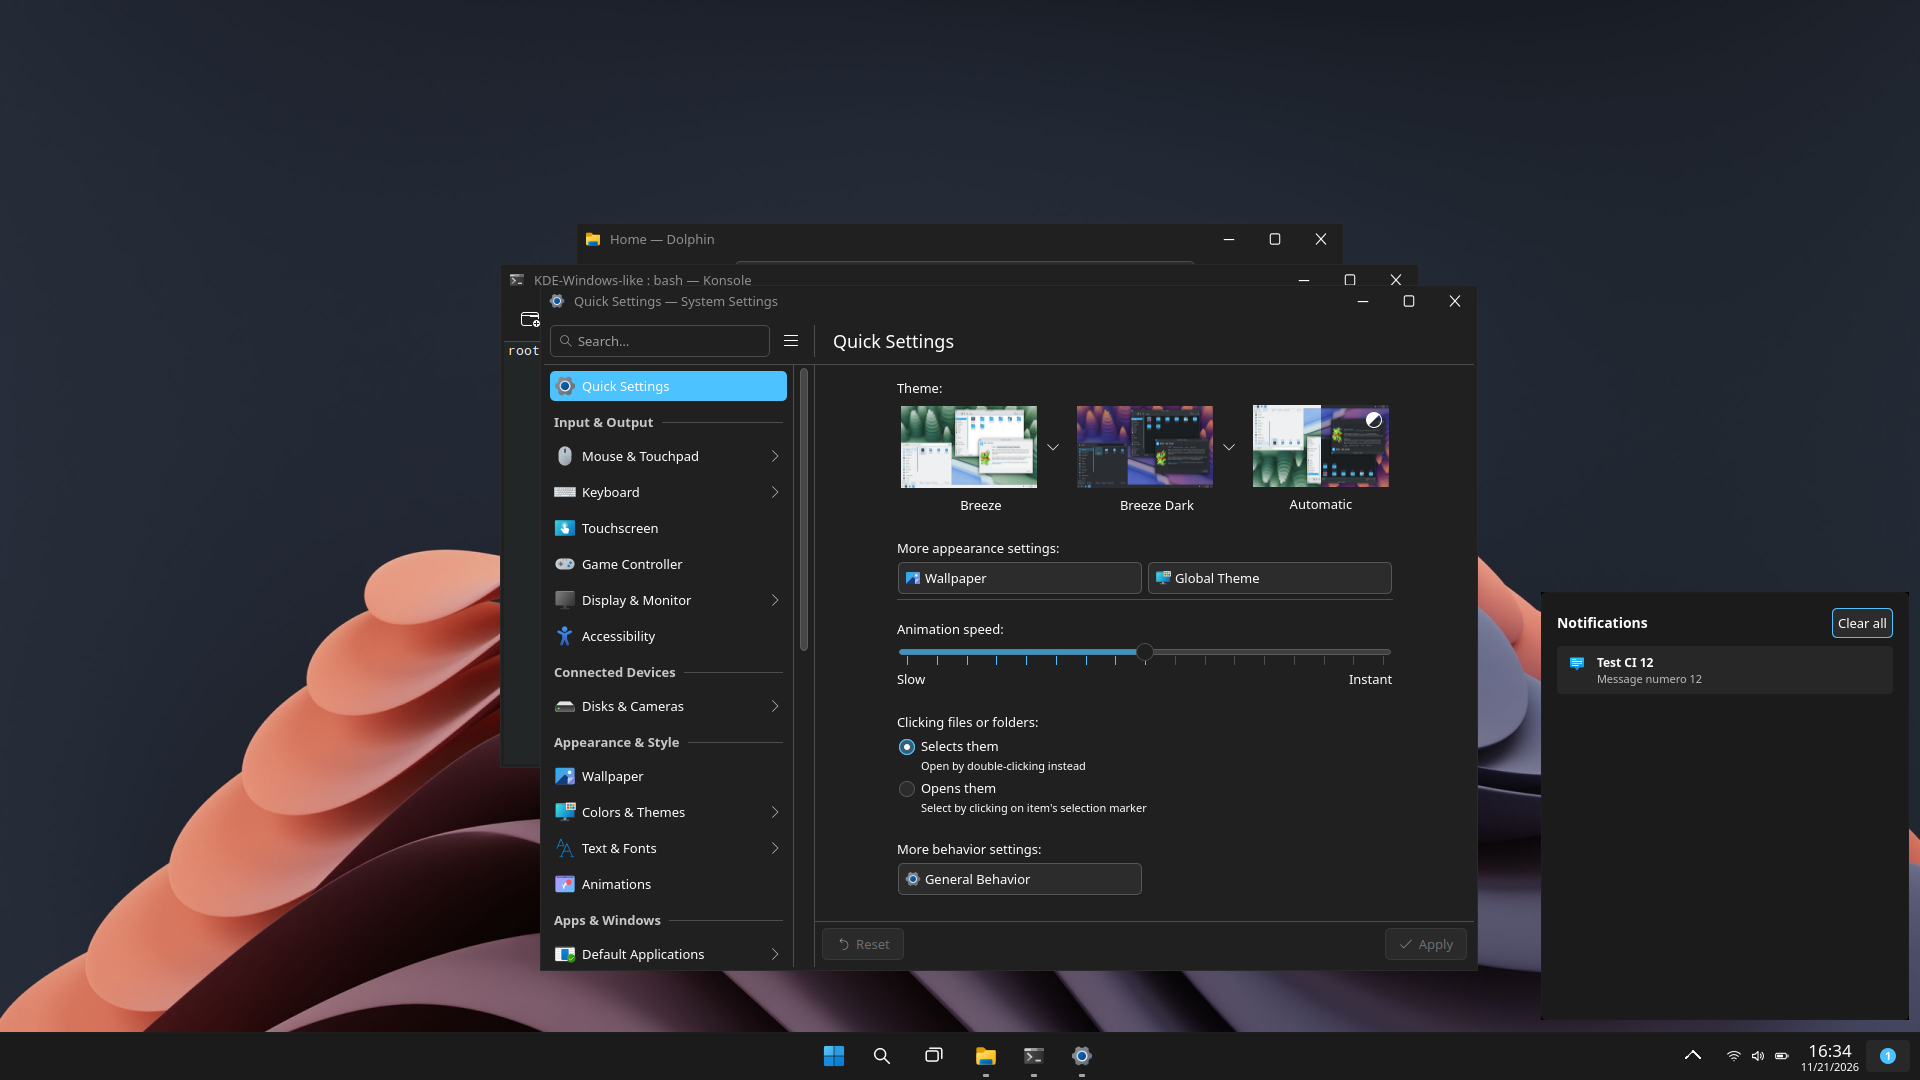 Home — Dolphin
KDE-Windows-like : bash — Konsole
Quick Settings — System Settings
root
Search...
Quick Settings
Quick Settings
Input & Output
Mouse & Touchpad
Keyboard
Touchscreen
Game Controller
Display & Monitor
Accessibility
Connected Devices
Disks & Cameras
Appearance & Style
Wallpaper
Colors & Themes
Text & Fonts
Animations
Apps & Windows
Default Applications
Theme:
Breeze
Breeze Dark
Automatic
More appearance settings:
Wallpaper
Global Theme
Animation speed:
Slow
Instant
Clicking files or folders:
Selects them
Open by double-clicking instead
Opens them
Select by clicking on item's selection marker
More behavior settings:
General Behavior
Reset
Apply
Notifications
Clear all
Test CI 12
Message numero 12
16:34
11/21/2026
1